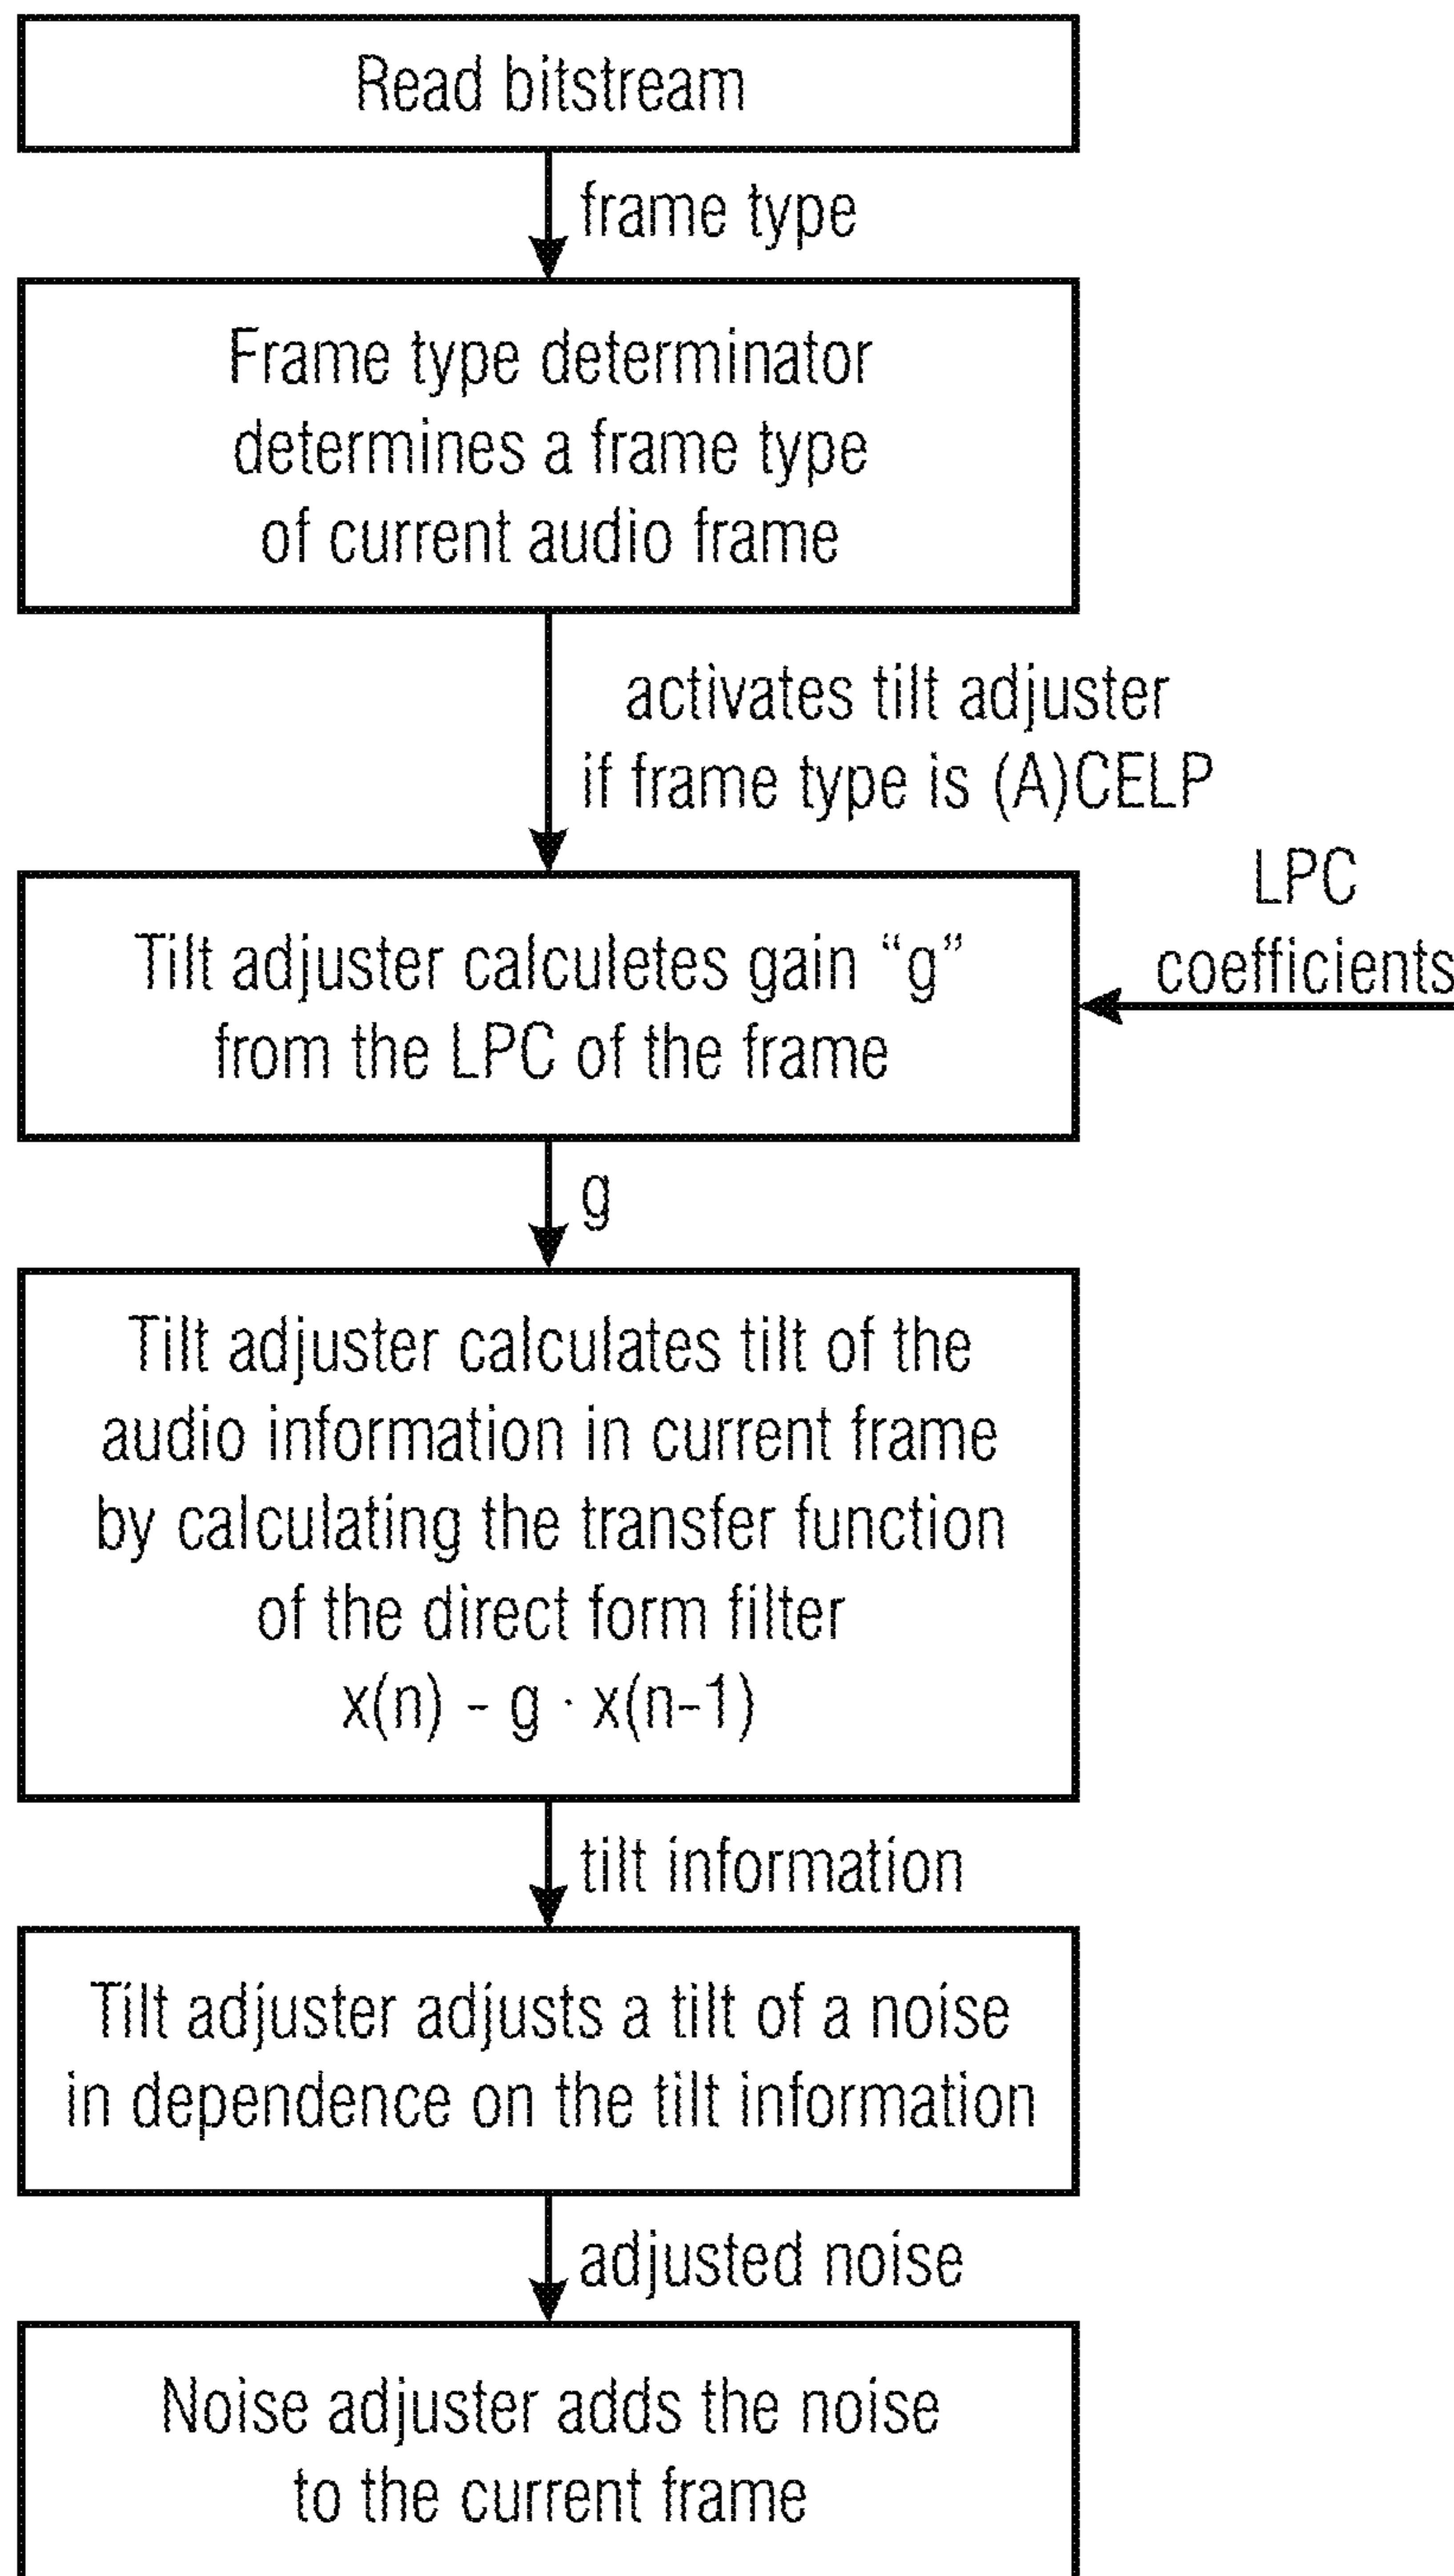 Read bitstream
frame type
Frame type determinator
determines a frame type
of current audio frame
activates tilt adjuster
if frame type is (A)CELP
LPC
coefficients
Tilt adjuster calculetes gain “g”
from the LPC of the frame
g
Tilt adjuster calculates tilt of the
audio information in current frame
by calculating the transfer function
of the direct form filter
x(n) - g · x(n-1)
tilt information
Tilt adjuster adjusts a tilt of a noise
in dependence on the tilt information
adjusted noise
Noise adjuster adds the noise
to the current frame